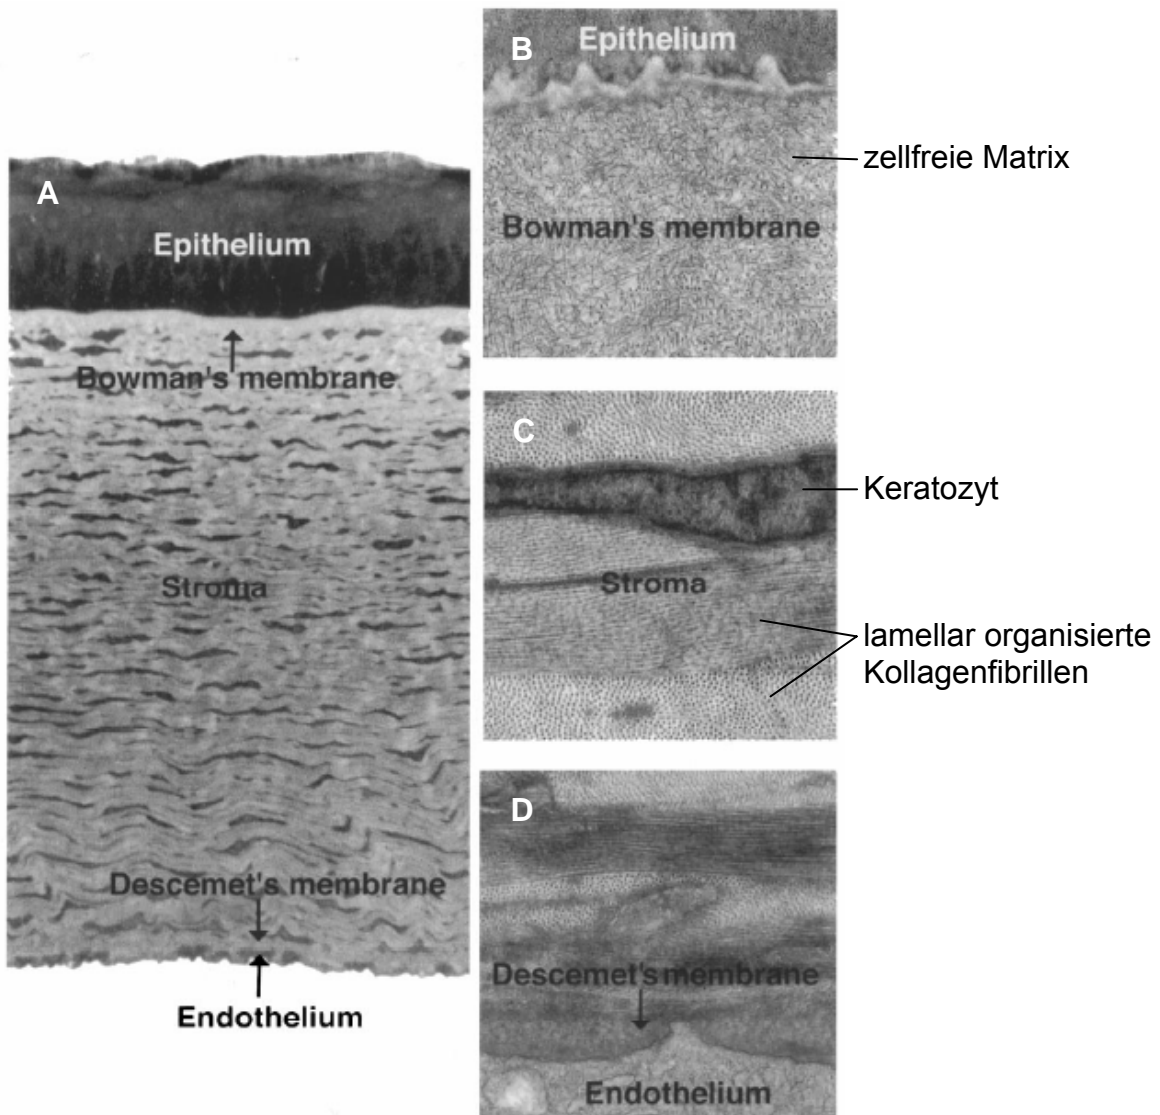 A
Epithelium
Bowman's membrane
Stroma
Descemet's membrane
Endothelium
B
Epithelium
zellfreie Matrix
Bowman's membrane
C
Keratozyt
Stroma
lamellar organisierte
Kollagenfibrillen
D
Descemet's membrane
Endothelium